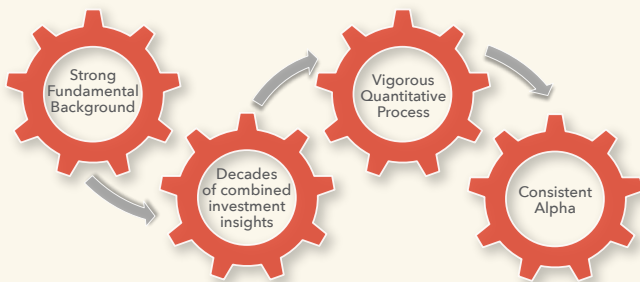 Strong
Fundamental
Background
Decades
of combined
investment
insights
Vigorous
Quantitative
Process
Consistent
Alpha